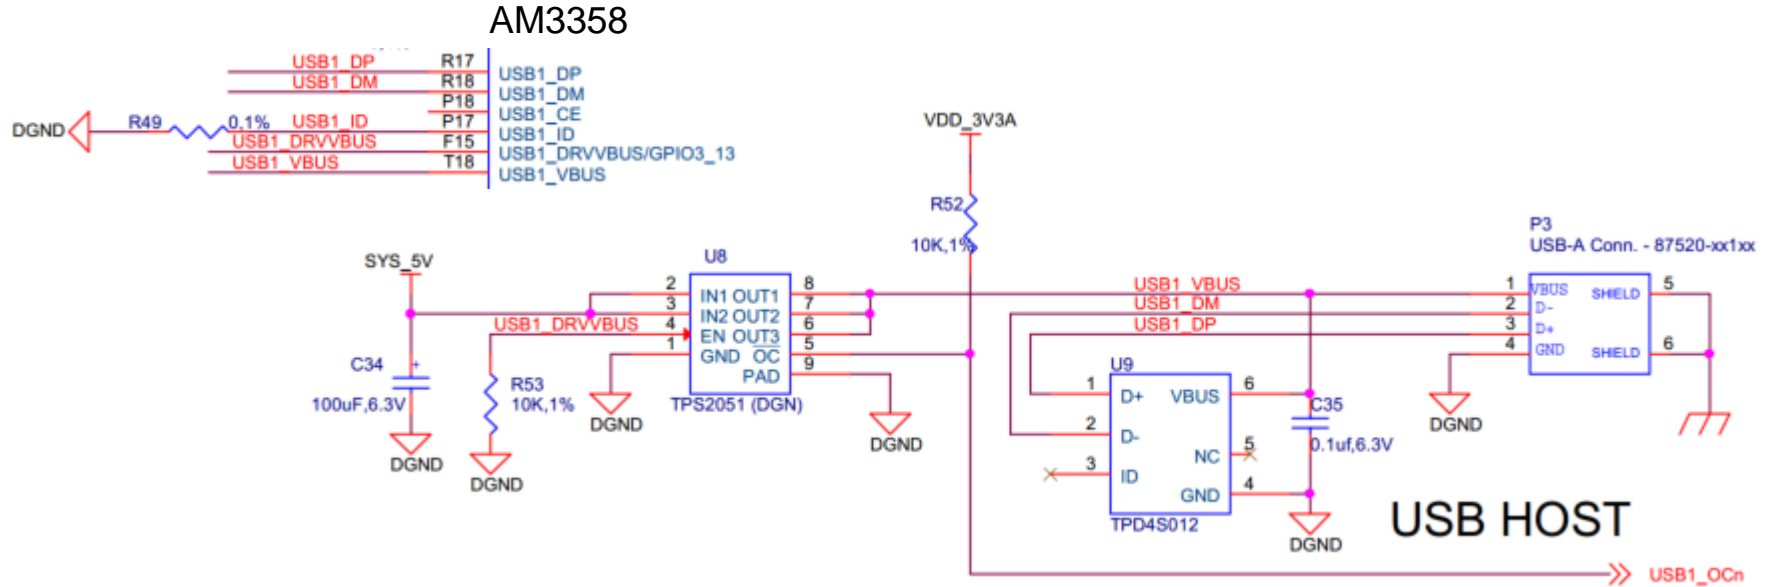 AM3358
USB1_DP R17 USB1_DP
USB1_DM R18 USB1_DM
P18 USB1_CE
DGND R49 0,1% USB1_ID P17 USB1_ID
USB1_DRVVBUS F15 USB1_DRVVBUS/GPIO3_13
USB1_VBUS T18 USB1_VBUS
VDD_3V3A
R52
10K,1%
P3
USB-A Conn. - 87520-xx1xx
SYS_5V
U8
2 IN1 OUT1 8
3 IN2 OUT2 7
USB1_DRVVBUS 4 EN OUT3 6
1 GND OC 5
PAD 9
TPS2051 (DGN)
C34
+
100uF,6.3V
DGND
R53
10K,1%
DGND
DGND
DGND
USB1_VBUS 1 VBUS SHIELD 5
USB1_DM 2 D-
USB1_DP 3 D+
4 GND SHIELD 6
DGND
U9
1 D+ VBUS 6
2 D- NC 5
3 ID GND 4
TPD4S012
C35
0.1uf,6.3V
DGND
USB HOST
USB1_OCn